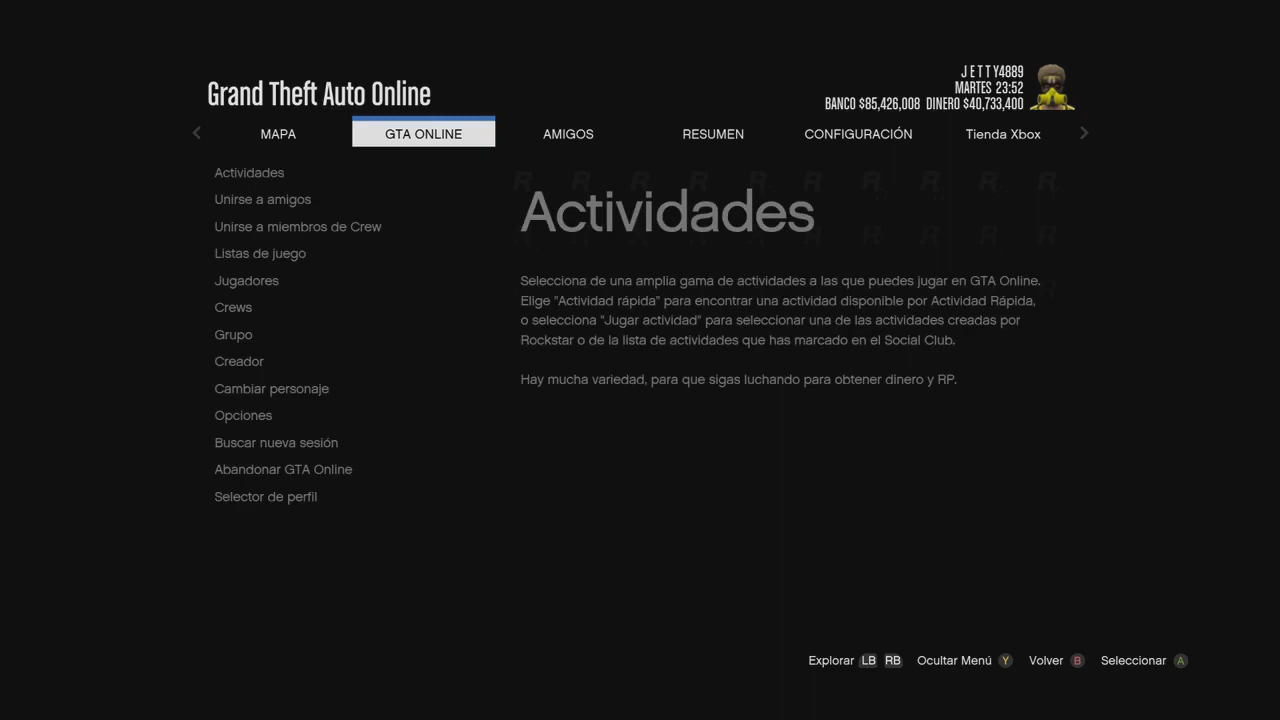 Grand Theft Auto Online
J E T T Y4889
MARTES 23:52
BANCO $85,426,008 DINERO $40,733,400
MAPA
GTA ONLINE
AMIGOS
RESUMEN
CONFIGURACIÓN
Tienda Xbox
Actividades
Unirse a amigos
Unirse a miembros de Crew
Listas de juego
Jugadores
Crews
Grupo
Creador
Cambiar personaje
Opciones
Buscar nueva sesión
Abandonar GTA Online
Selector de perfil
Actividades
Selecciona de una amplia gama de actividades a las que puedes jugar en GTA Online.
Elige "Actividad rápida" para encontrar una actividad disponible por Actividad Rápida,
o selecciona "Jugar actividad" para seleccionar una de las actividades creadas por
Rockstar o de la lista de actividades que has marcado en el Social Club.
Hay mucha variedad, para que sigas luchando para obtener dinero y RP.
Explorar LB RB Ocultar Menú Y Volver B Seleccionar A